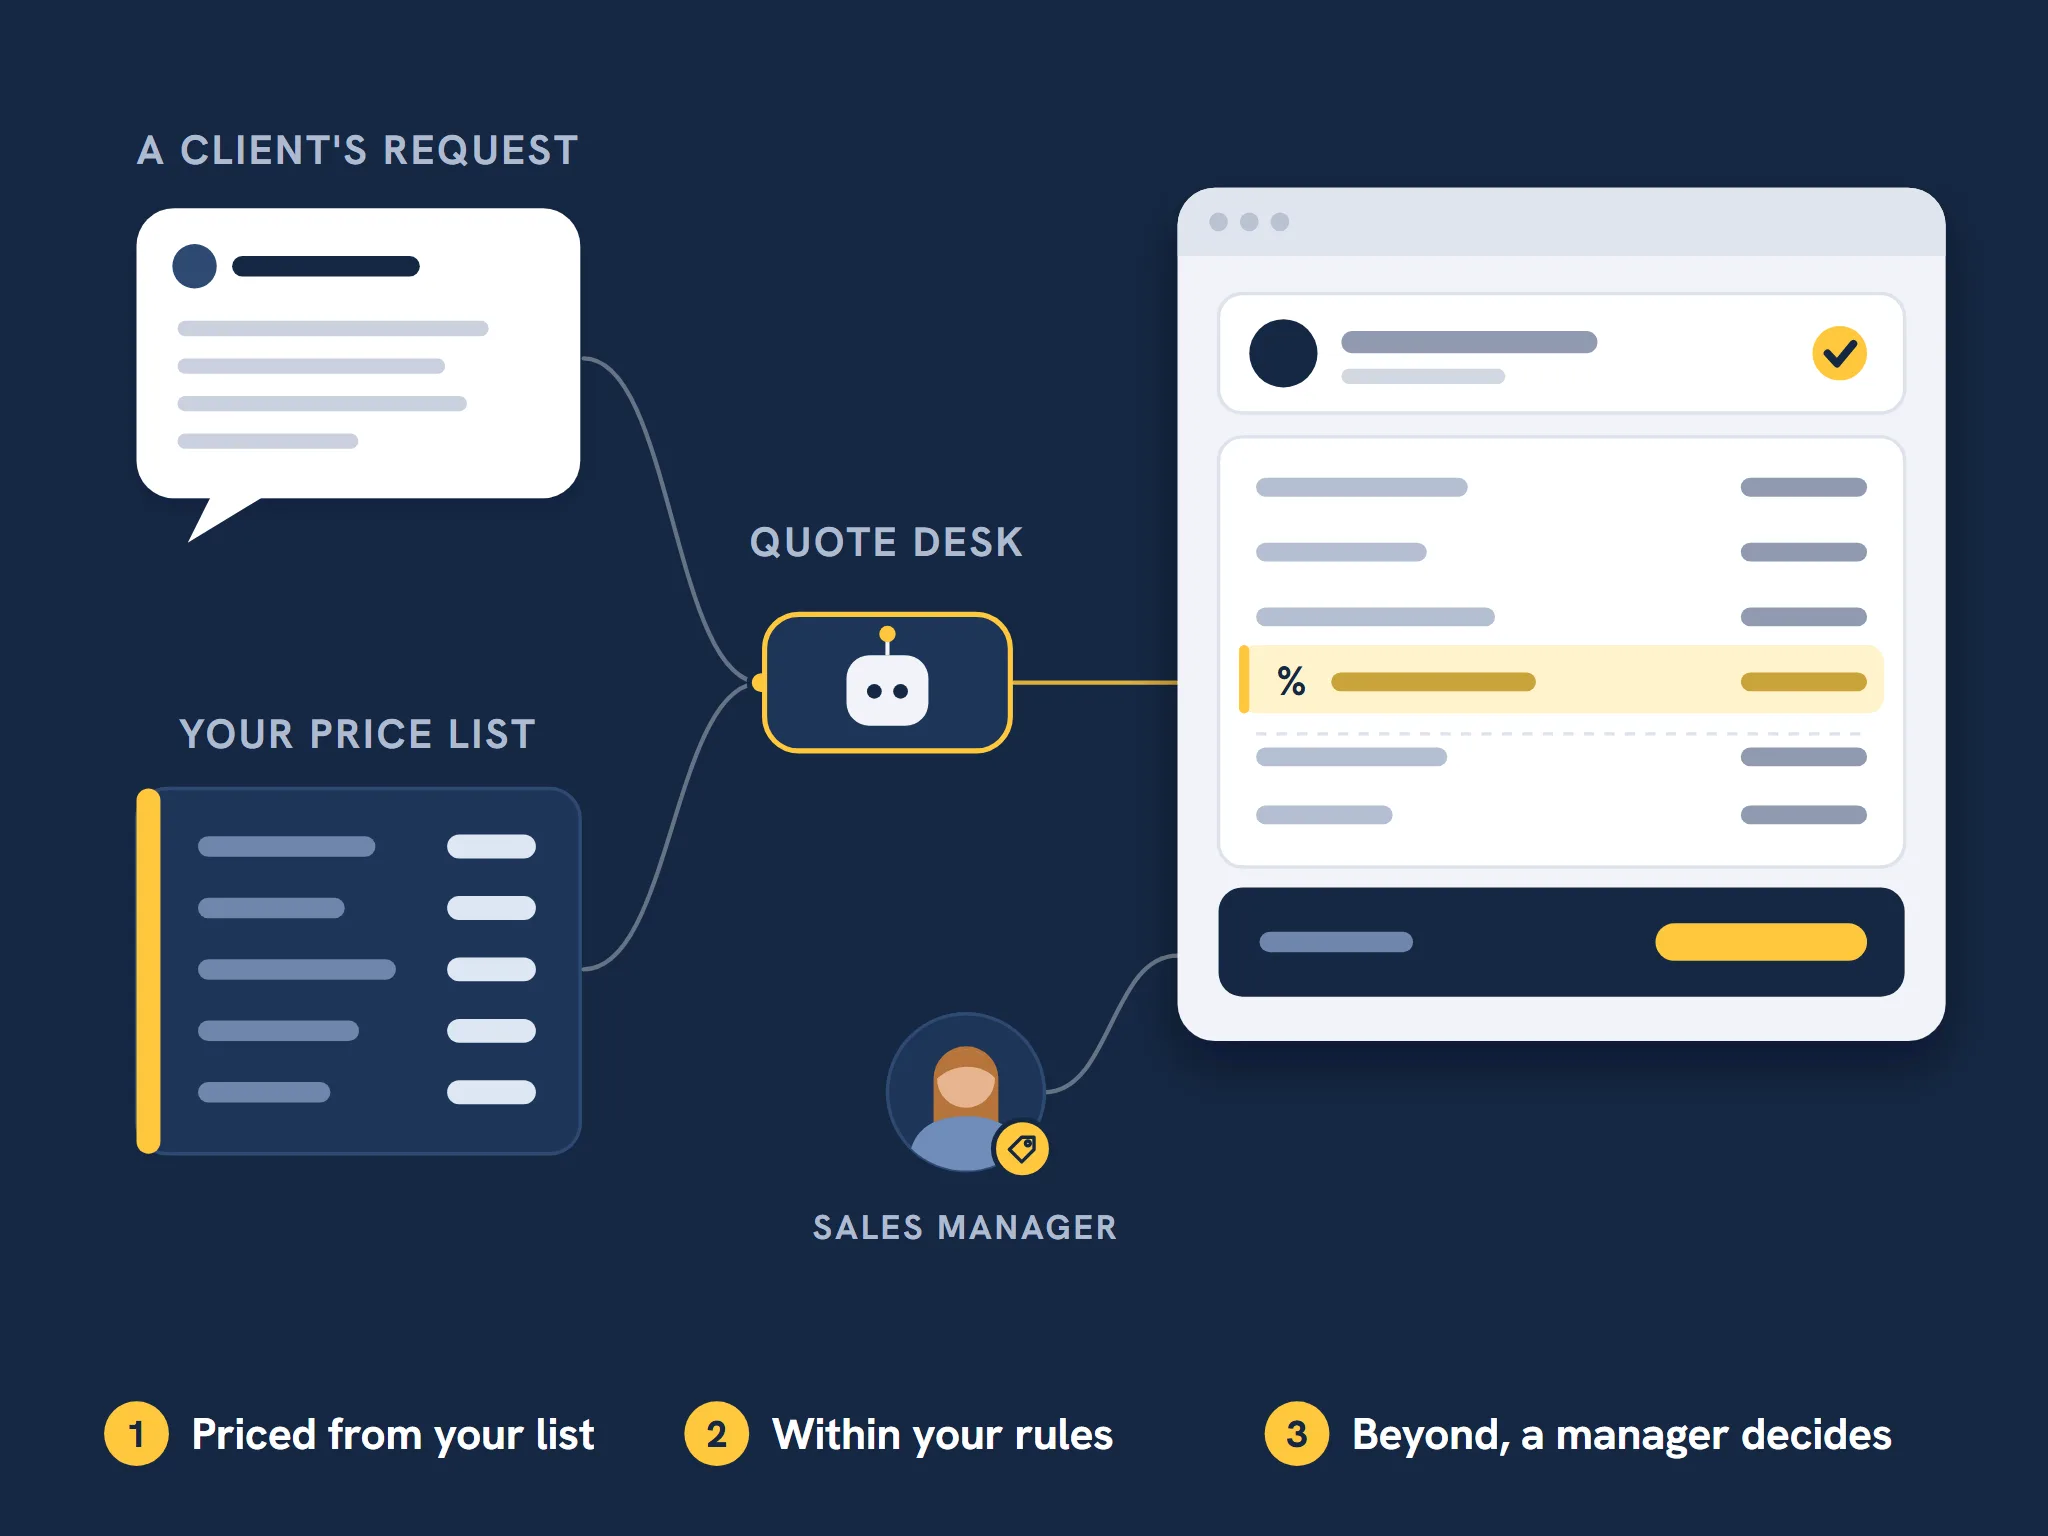 A CLIENT'S REQUEST
QUOTE DESK
%
YOUR PRICE LIST
SALES MANAGER
1 Priced from your list
2 Within your rules
3 Beyond, a manager decides